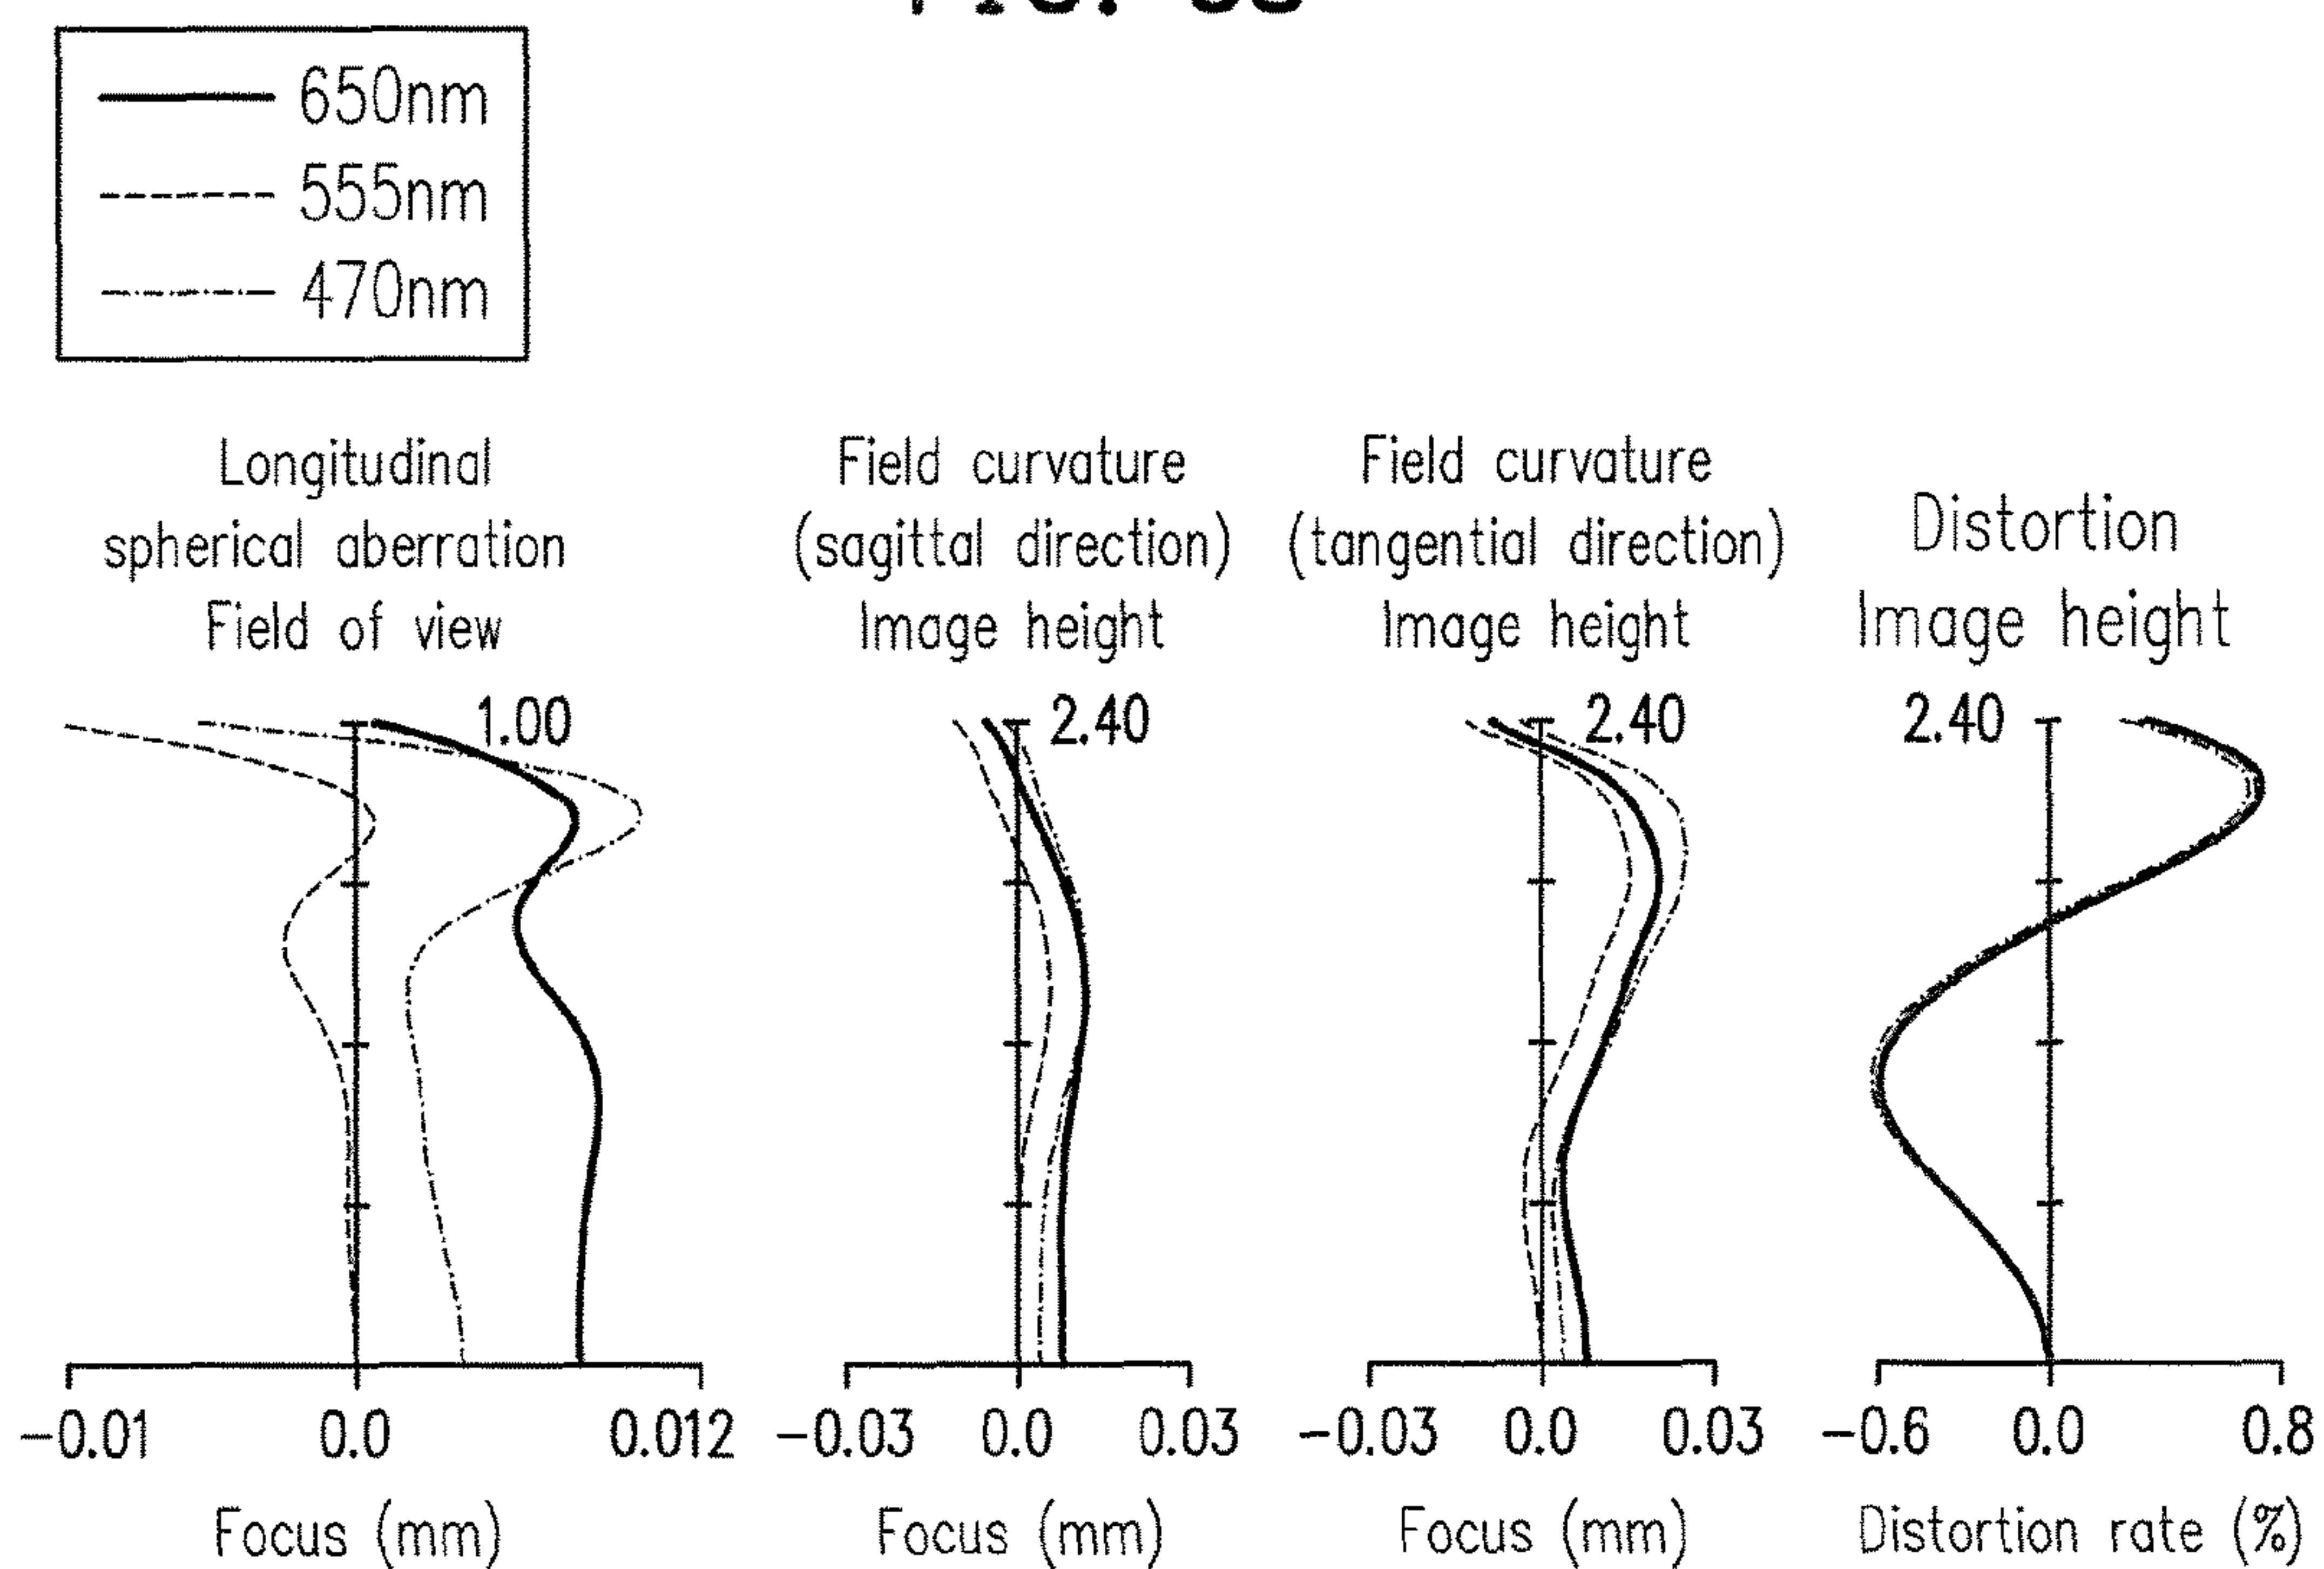 650nm
555nm
470nm
Longitudinal
spherical aberration
Field of view
1.00
-0.01 0.0 0.012
Focus (mm)
Field curvature
(sagittal direction)
Image height
2.40
-0.03 0.0 0.03
Focus (mm)
Field curvature
(tangential direction)
Image height
2.40
-0.03 0.0 0.03
Focus (mm)
Distortion
Image height
2.40
-0.6 0.0 0.8
Distortion rate (%)